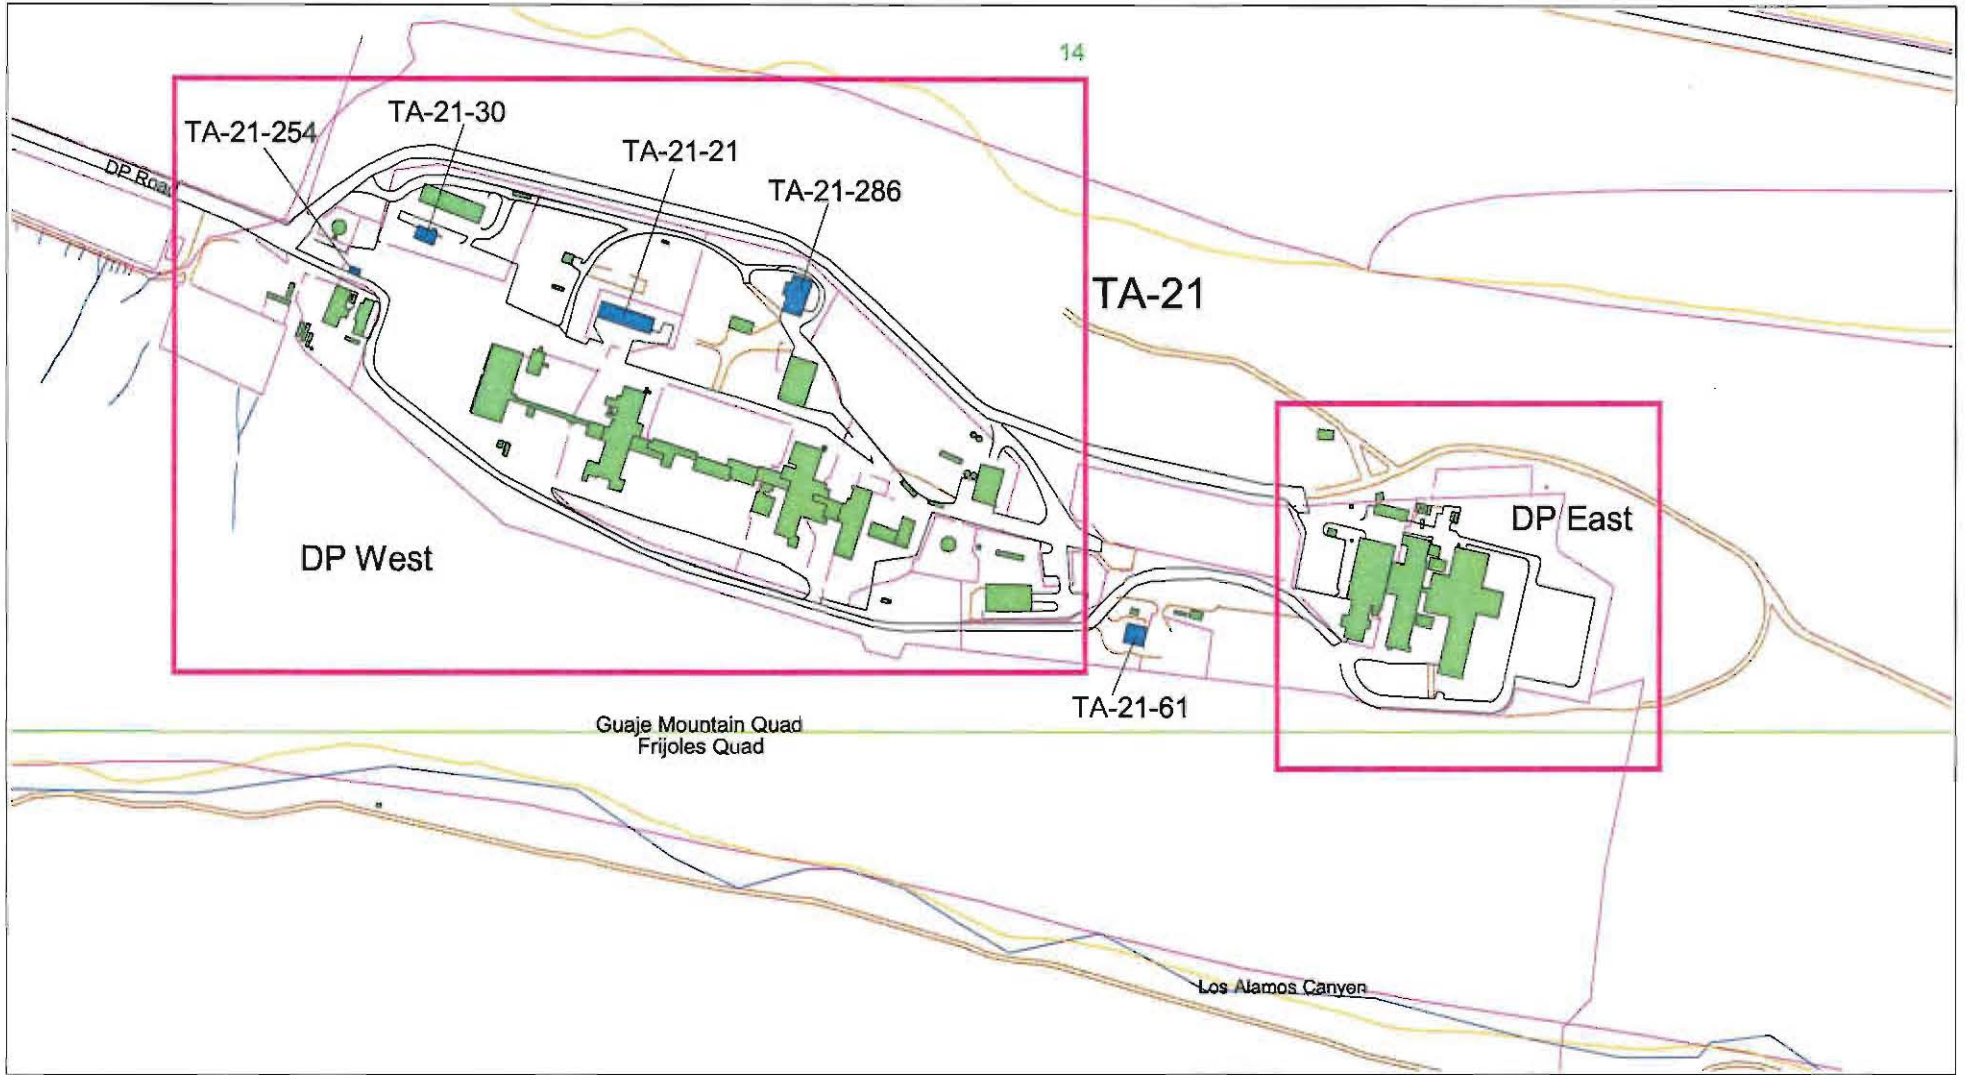 14
TA-21-30
TA-21-254
TA-21-21
DP Road
TA-21-286
TA-21
DP East
DP West
TA-21-61
Guaje Mountain Quad
Frijoles Quad
Los Alamos Canyon